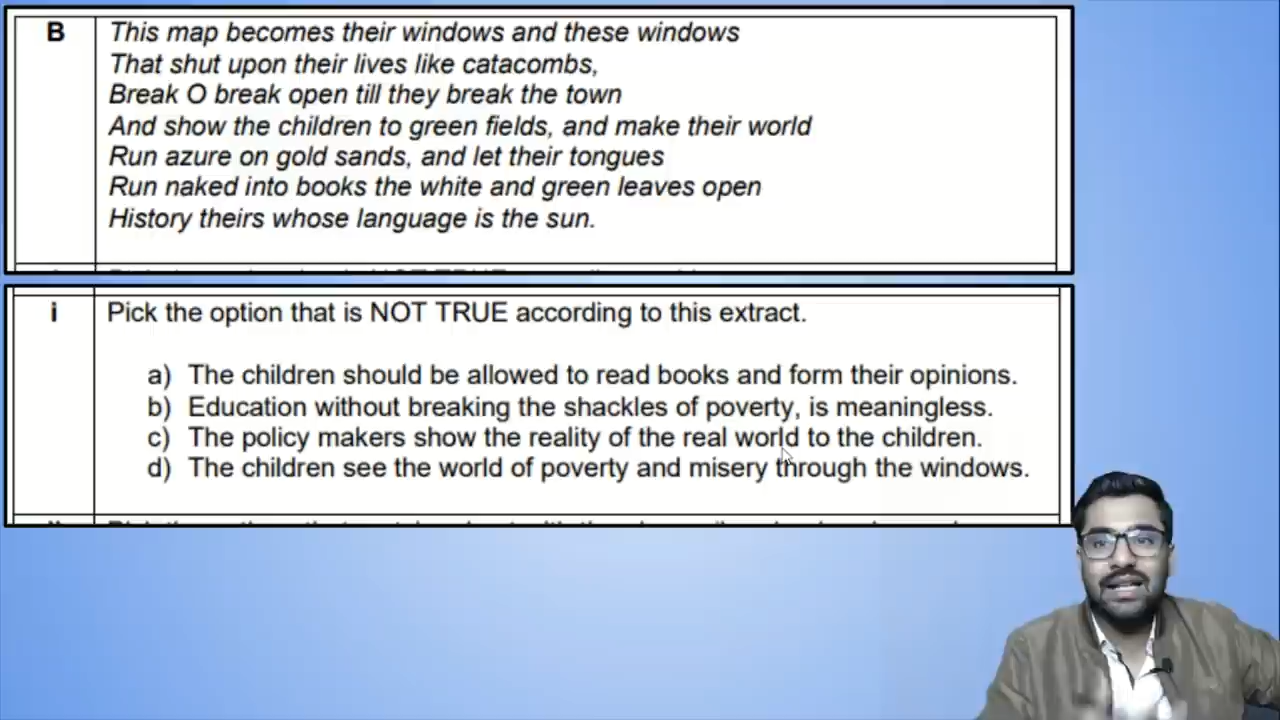 B
This map becomes their windows and these windows
That shut upon their lives like catacombs,
Break O break open till they break the town
And show the children to green fields, and make their world
Run azure on gold sands, and let their tongues
Run naked into books the white and green leaves open
History theirs whose language is the sun.
i
Pick the option that is NOT TRUE according to this extract.
a) The children should be allowed to read books and form their opinions.
b) Education without breaking the shackles of poverty, is meaningless.
c) The policy makers show the reality of the real world to the children.
d) The children see the world of poverty and misery through the windows.